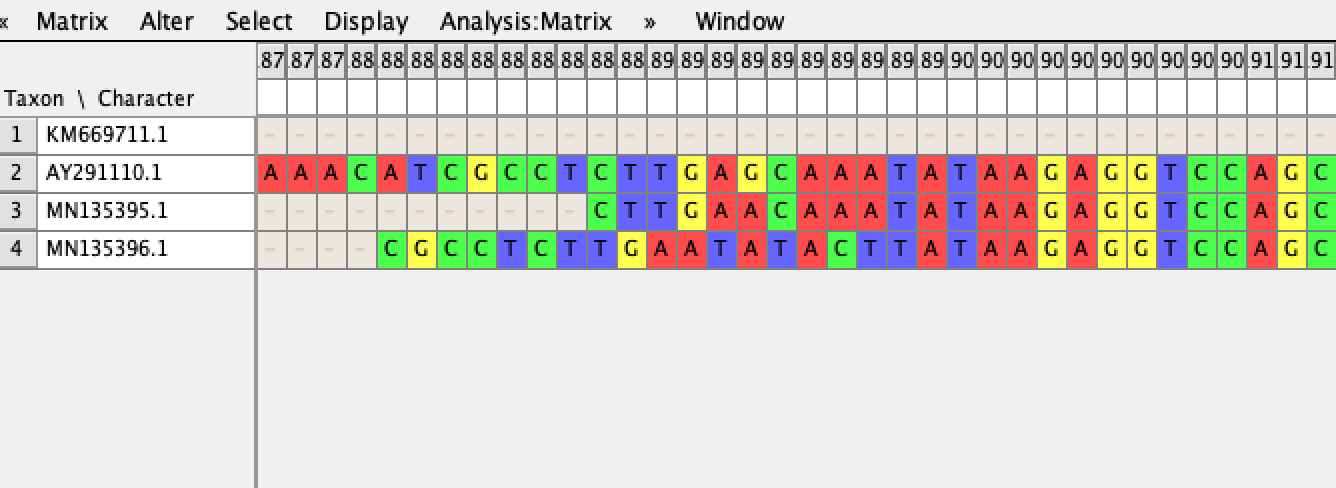 « Matrix Alter Select Display Analysis:Matrix » Window
87 87 87 88 88 88 88 88 88 88 88 88 88 89 89 89 89 89 89 89 89 89 89 90 90 90 90 90 90 90 90 90 90 91 91 91
Taxon \ Character
1 KM669711.1 - - - - - - - - - - - - - - - - - - - - - - - - - - - - - - - - - - - -
2 AY291110.1 A A A C A T C G C C T C T T G A G C A A A T A T A A G A G G T C C A G C
3 MN135395.1 - - - - - - - - - - - C T T G A A C A A A T A T A A G A G G T C C A G C
4 MN135396.1 - - - - C G C C T C T T G A A T A T A C T T A T A A G A G G T C C A G C